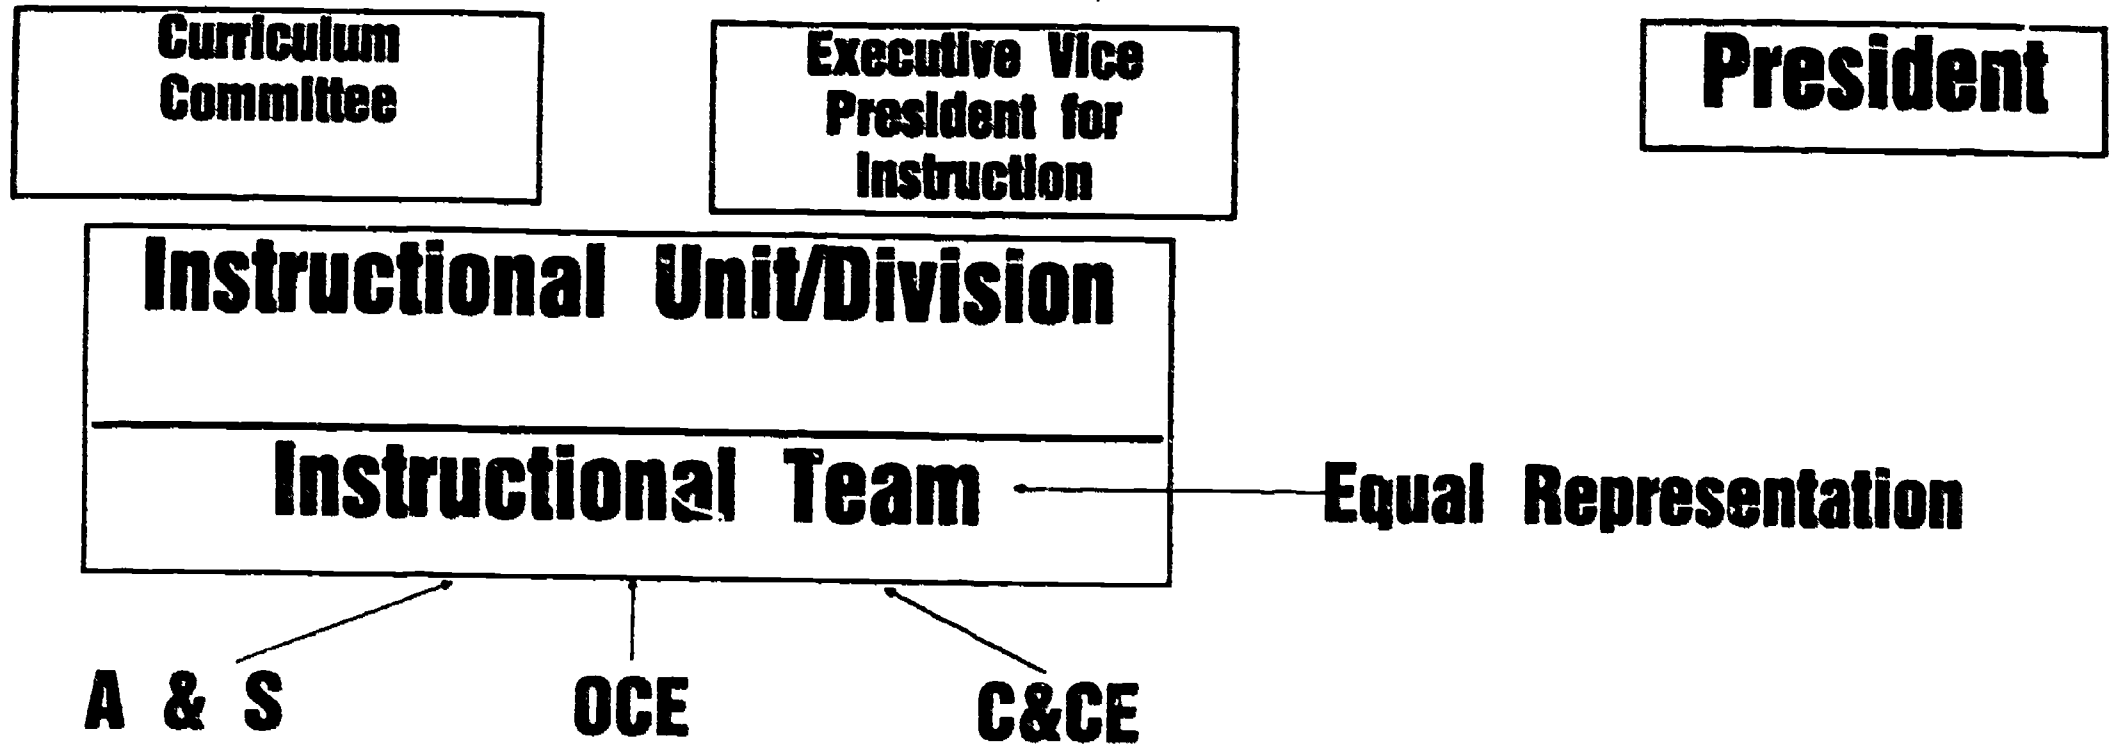 Curriculum
Committee
Executive Vice
President for
Instruction
President
Instructional Unit/Division
Instructional Team
Equal Representation
A & S
OCE
C&CE